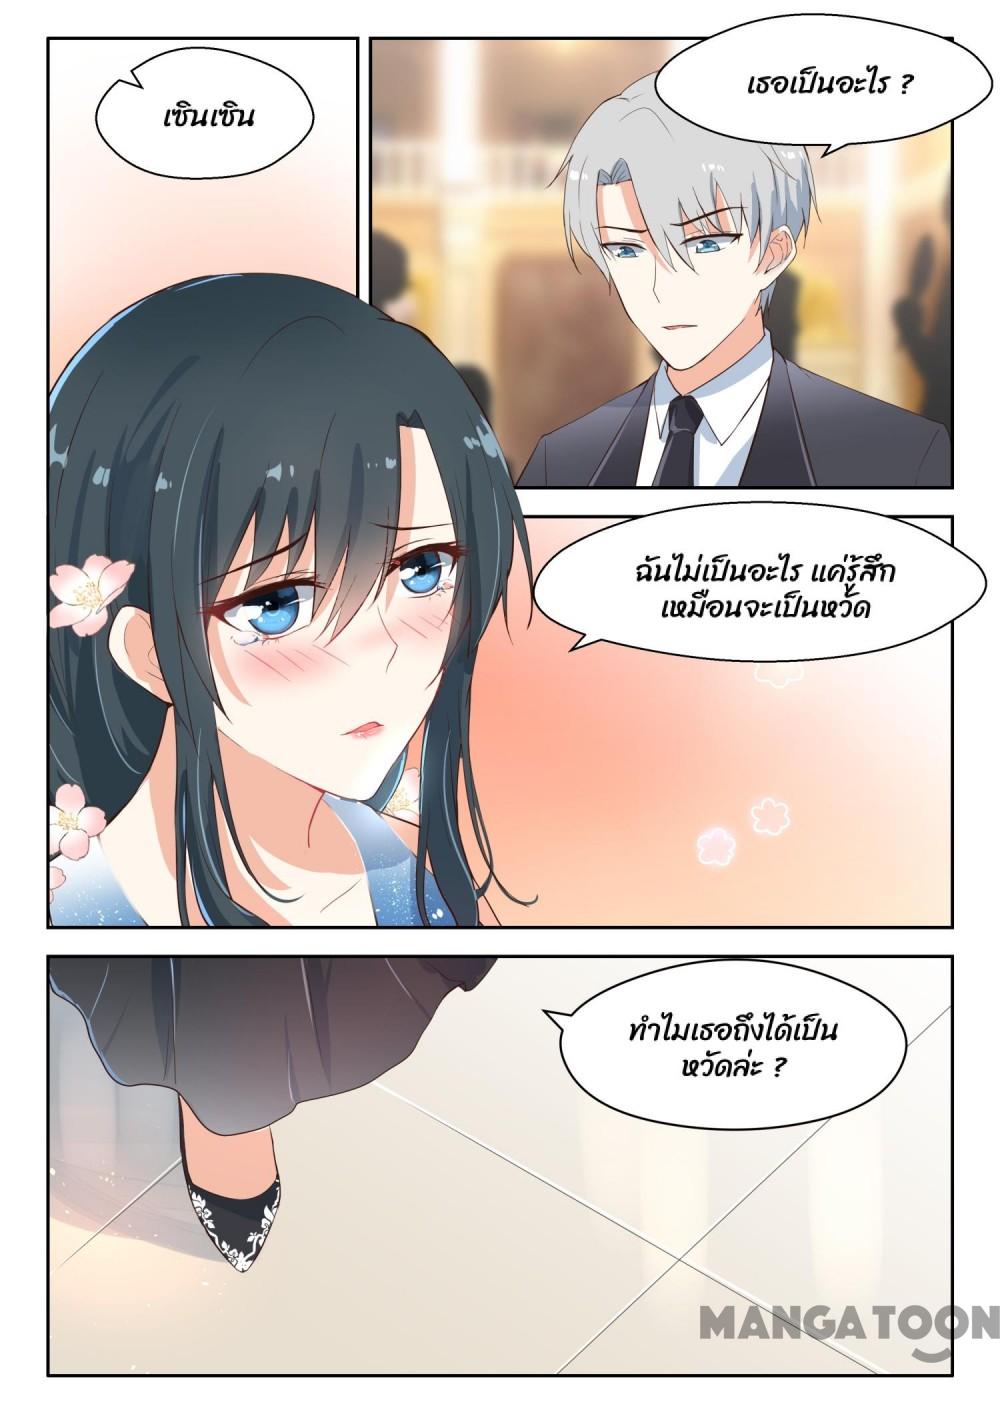 เซินเซิน
เธอเป็นอะไร ?
ฉันไม่เป็นอะไร แค่รู้สึก
เหมือนจะเป็นหวัด
ทำไมเธอถึงได้เป็น
หวัดล่ะ ?
MANGATOON